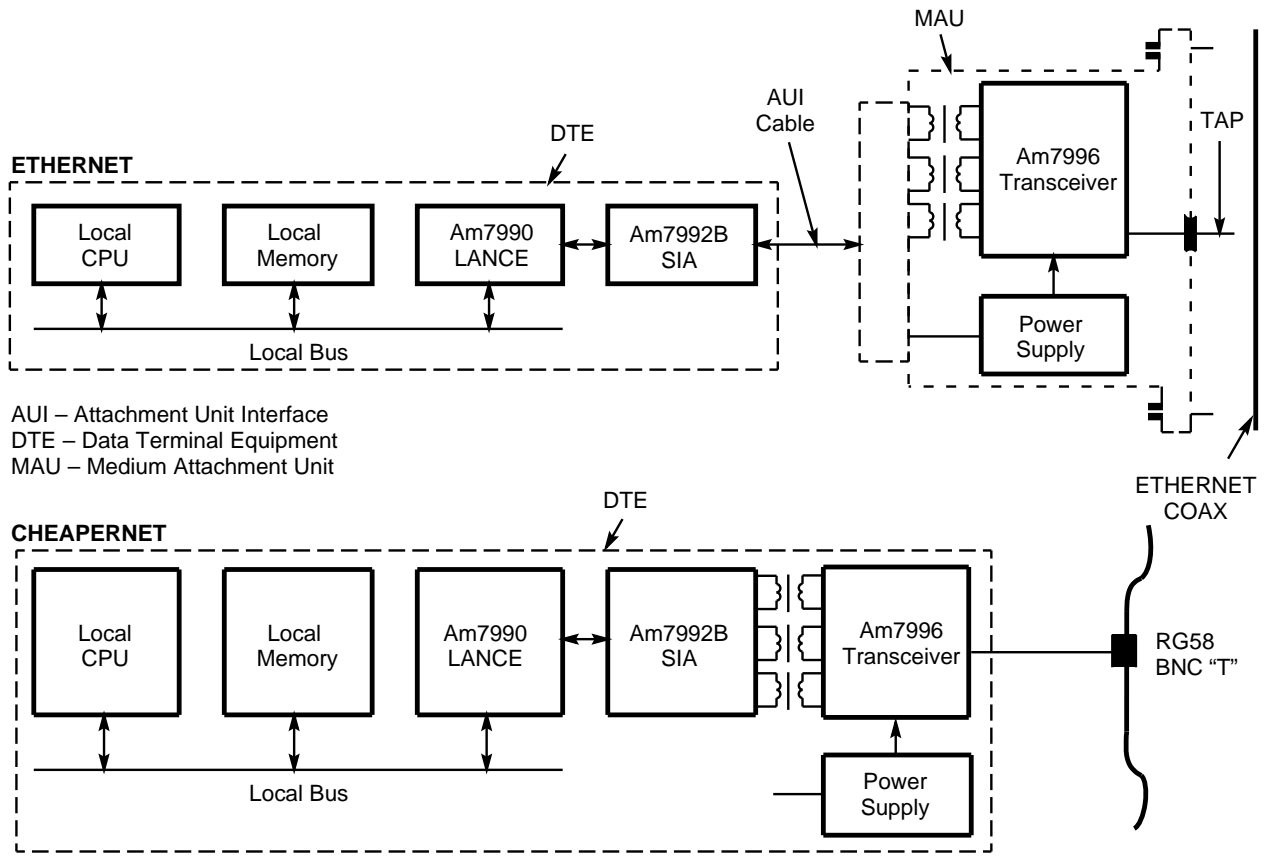 MAU
AUI
Cable
TAP
DTE
ETHERNET
Local
CPU
Local
Memory
Am7990
LANCE
Am7992B
SIA
Am7996
Transceiver
Power
Supply
Local Bus
AUI – Attachment Unit Interface
DTE – Data Terminal Equipment
MAU – Medium Attachment Unit
ETHERNET
COAX
DTE
CHEAPERNET
Local
CPU
Local
Memory
Am7990
LANCE
Am7992B
SIA
Am7996
Transceiver
RG58
BNC “T”
Power
Supply
Local Bus